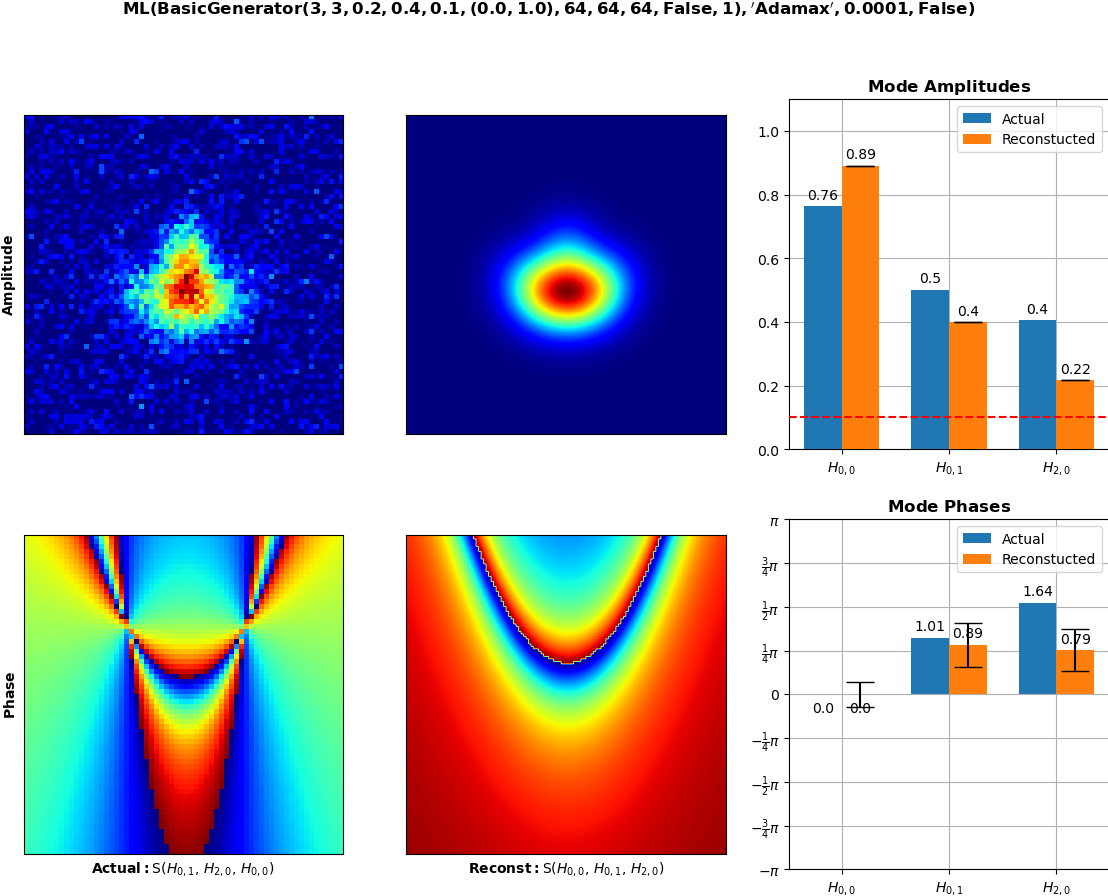 ML(BasicGenerator(3, 3, 0.2, 0.4, 0.1, (0.0, 1.0), 64, 64, 64, False, 1), ′Adamax′, 0.0001, False)
Amplitude
Mode Amplitudes
Actual
Reconstucted
1.0
0.8
0.6
0.4
0.2
0.0
0.76
0.89
0.5
0.4
0.4
0.22
H0,0
H0,1
H2,0
Phase
Actual: S(H0,1, H2,0, H0,0)
Reconst: S(H0,0, H0,1, H2,0)
Mode Phases
Actual
Reconstucted
π
3/4π
1/2π
1/4π
0
−1/4π
−1/2π
−3/4π
−π
0.0
0.0
1.01
0.89
1.64
0.79
H0,0
H0,1
H2,0